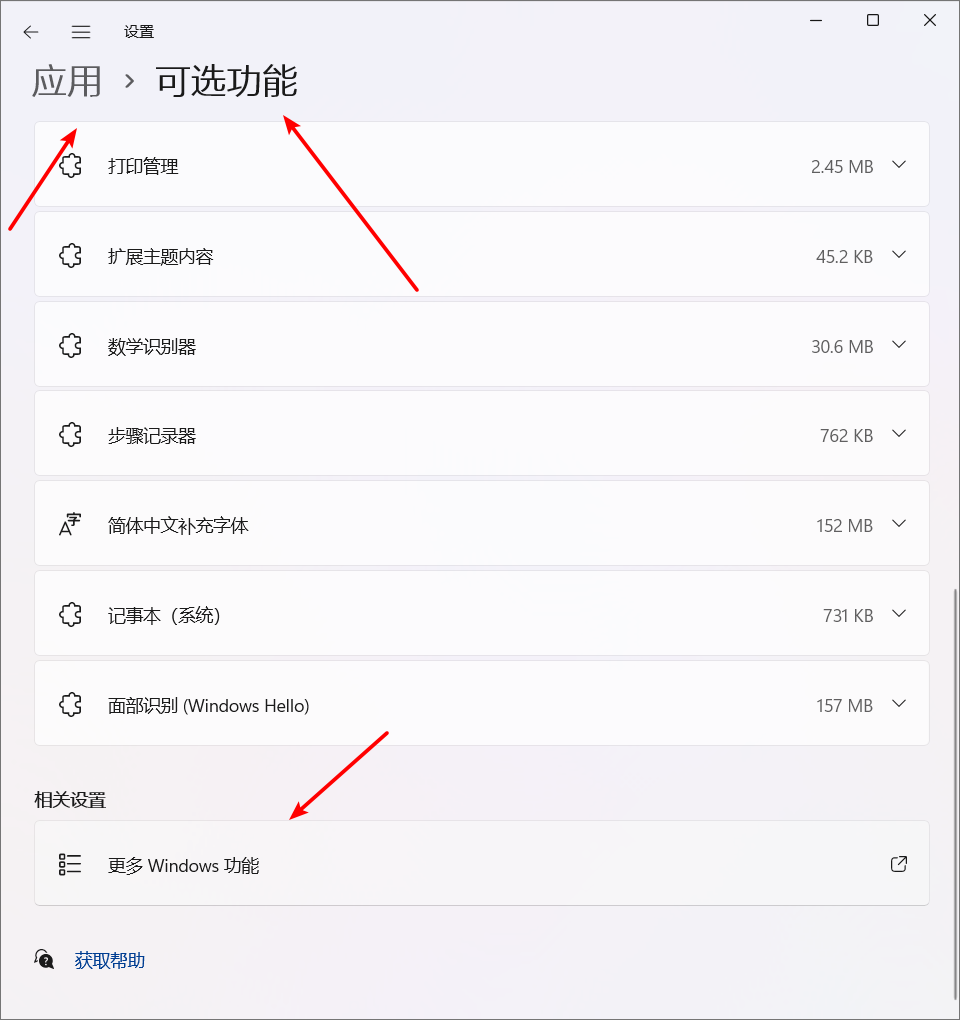 设置
应用 › 可选功能
打印管理 2.45 MB
扩展主题内容 45.2 KB
数学识别器 30.6 MB
步骤记录器 762 KB
简体中文补充字体 152 MB
记事本（系统） 731 KB
面部识别 (Windows Hello) 157 MB
相关设置
更多 Windows 功能
获取帮助